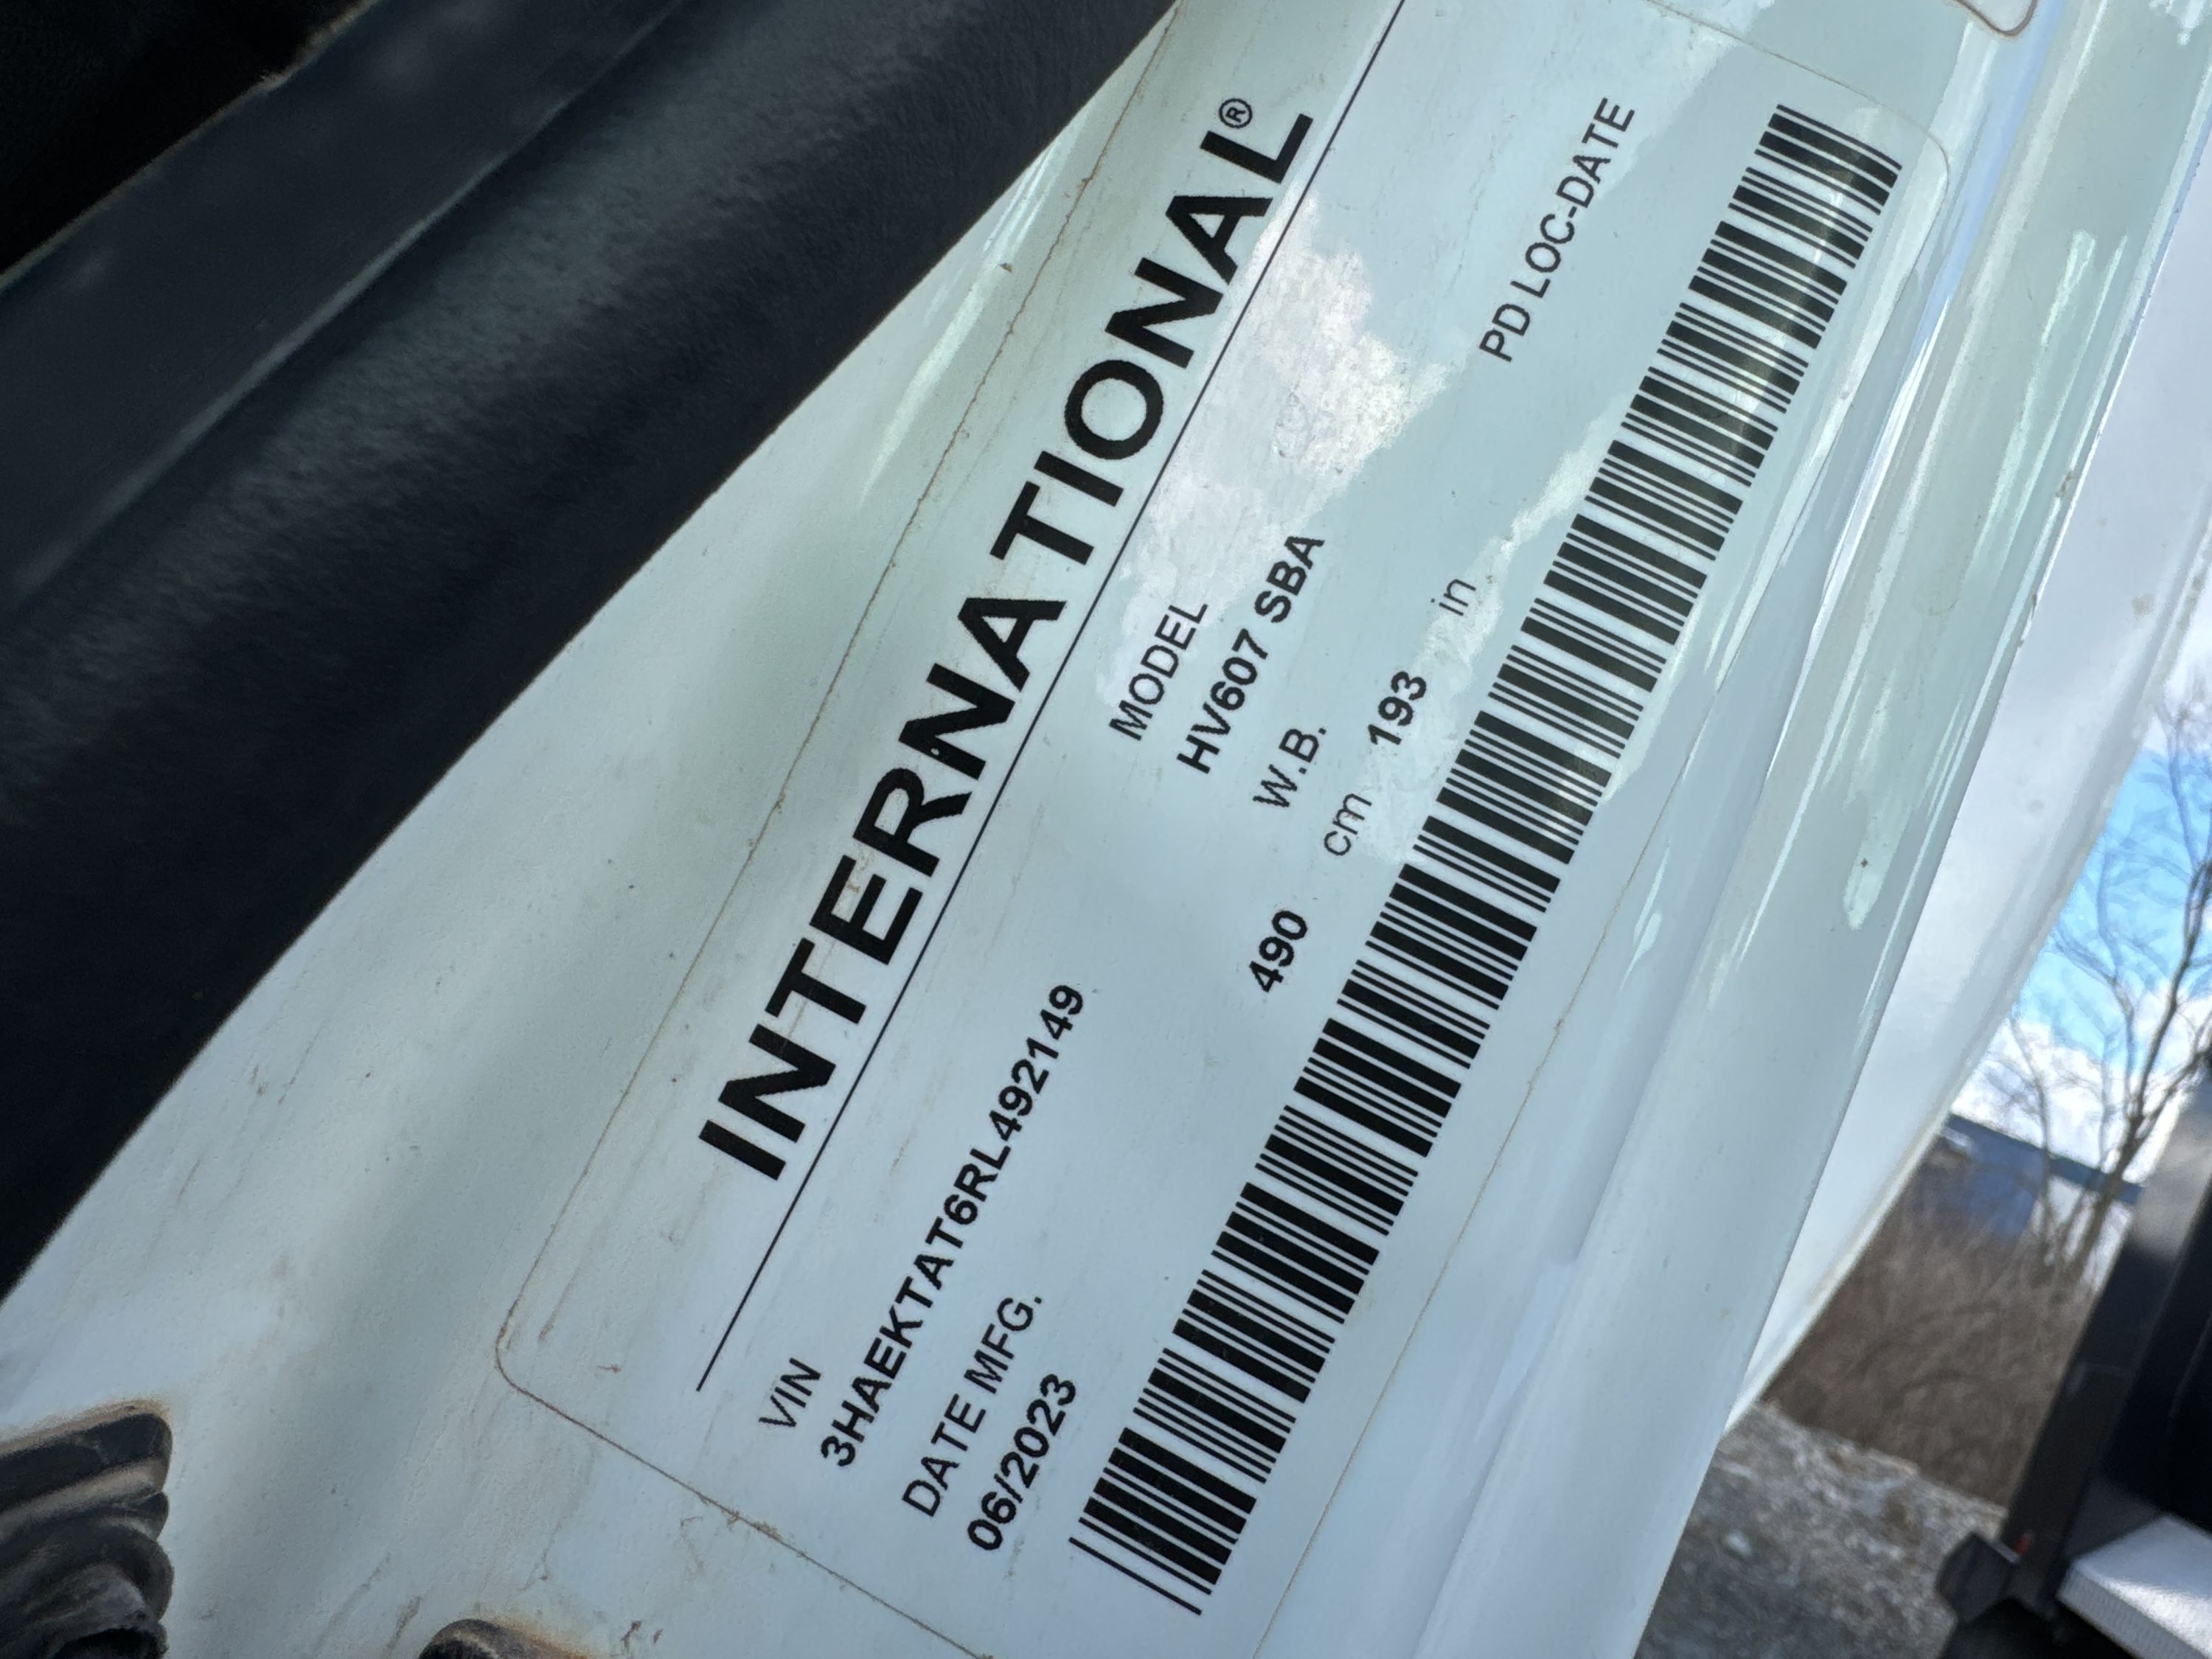 INTERNATIONAL®
VIN
3HAEKTAT6RL492149
MODEL
HV607 SBA
DATE MFG.
06/2023
W.B.
490 cm 193 in
PD LOC-DATE